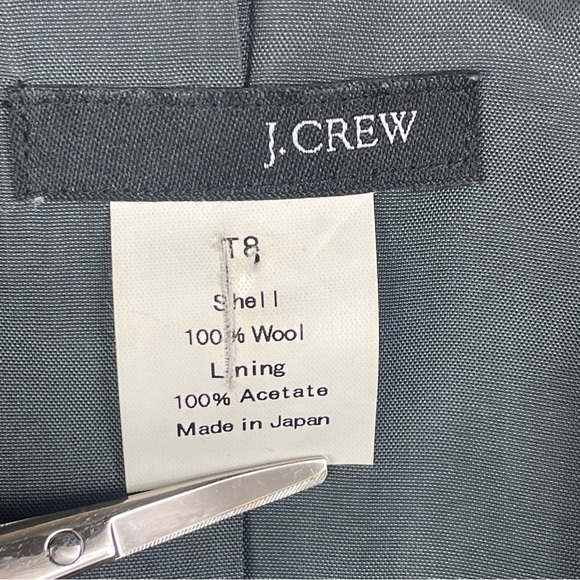 J.CREW
T8
Shell
100% Wool
Lining
100% Acetate
Made in Japan